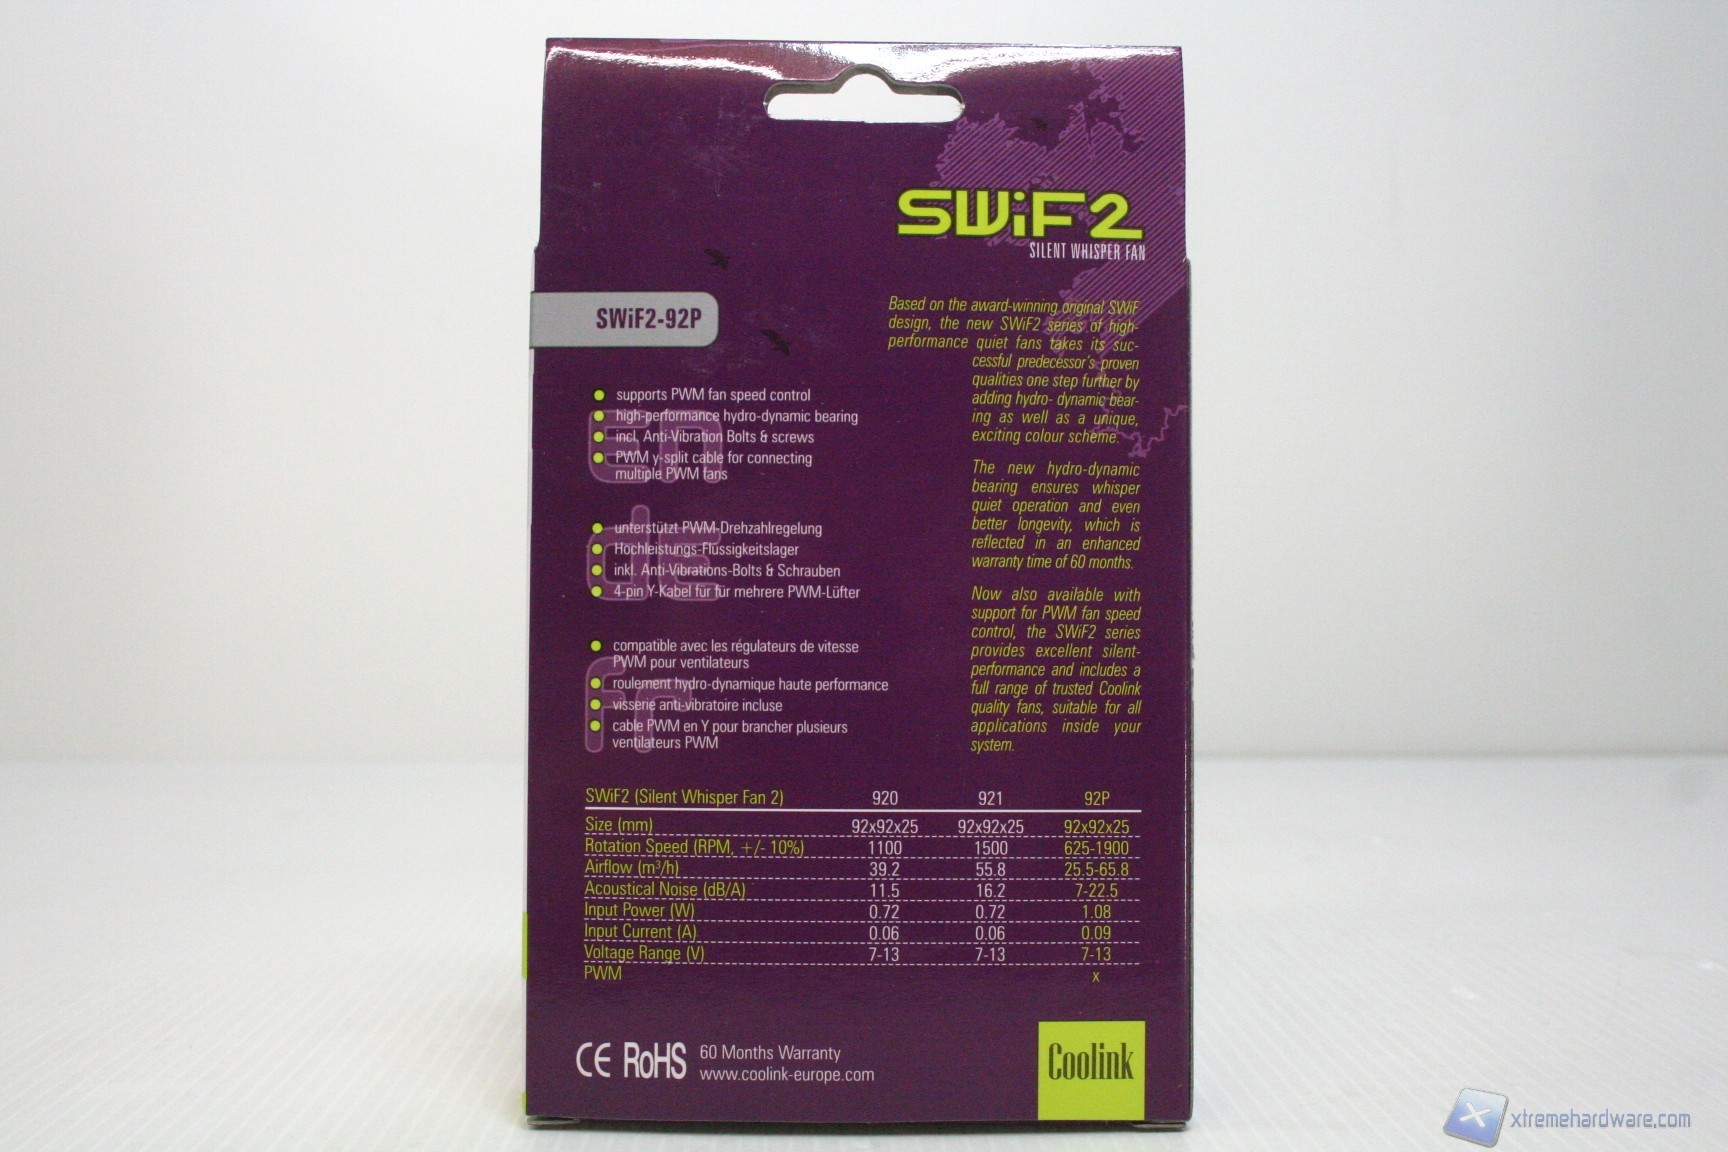 SWiF2
SILENT WHISPER FAN
SWiF2-92P
Based on the award-winning original SWiF
design, the new SWiF2 series of high-
performance quiet fans takes its suc-
cessful predecessor's proven
qualities one step further by
adding hydro- dynamic bear-
ing as well as a unique,
exciting colour scheme.
The new hydro-dynamic
bearing ensures whisper
quiet operation and even
better longevity, which is
reflected in an enhanced
warranty time of 60 months.
Now also available with
support for PWM fan speed
control, the SWiF2 series
provides excellent silent-
performance and includes a
full range of trusted Coolink
quality fans, suitable for all
applications inside your
system.
en
supports PWM fan speed control
high-performance hydro-dynamic bearing
incl. Anti-Vibration Bolts & screws
PWM y-split cable for connecting
multiple PWM fans
de
unterstützt PWM-Drehzahlregelung
Hochleistungs-Flüssigkeitslager
inkl. Anti-Vibrations-Bolts & Schrauben
4-pin Y-Kabel für für mehrere PWM-Lüfter
fr
compatible avec les régulateurs de vitesse
PWM pour ventilateurs
roulement hydro-dynamique haute performance
visserie anti-vibratoire incluse
cable PWM en Y pour brancher plusieurs
ventilateurs PWM
SWiF2 (Silent Whisper Fan 2) 920 921 92P
Size (mm) 92x92x25 92x92x25 92x92x25
Rotation Speed (RPM, +/- 10%) 1100 1500 625-1900
Airflow (m³/h) 39.2 55.8 25.5-65.8
Acoustical Noise (dB/A) 11.5 16.2 7-22.5
Input Power (W) 0.72 0.72 1.08
Input Current (A) 0.06 0.06 0.09
Voltage Range (V) 7-13 7-13 7-13
PWM x
CE RoHS 60 Months Warranty
www.coolink-europe.com
Coolink
xtremehardware.com